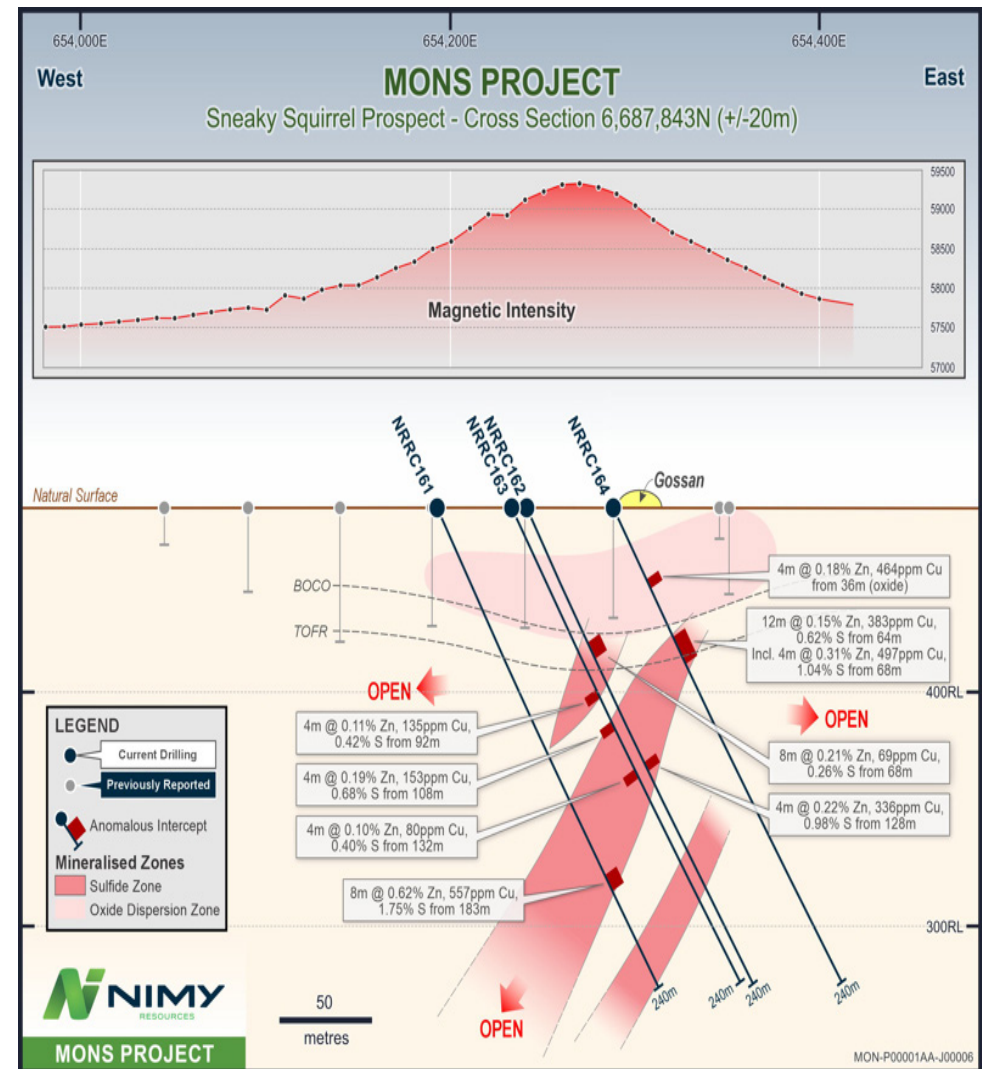 654,000E
654,200E
654,400E
West
MONS PROJECT
East
Sneaky Squirrel Prospect - Cross Section 6,687,843N (+/-20m)
59500
59000
58500
58000
57500
57000
Magnetic Intensity
NRRC161
NRRC163
NRRC162
NRRC164
Gossan
Natural Surface
BOCO
TOFR
4m @ 0.18% Zn, 464ppm Cu
from 36m (oxide)
12m @ 0.15% Zn, 383ppm Cu,
0.62% S from 64m
Incl. 4m @ 0.31% Zn, 497ppm Cu,
1.04% S from 68m
OPEN
400RL
OPEN
4m @ 0.11% Zn, 135ppm Cu,
0.42% S from 92m
8m @ 0.21% Zn, 69ppm Cu,
0.26% S from 68m
4m @ 0.19% Zn, 153ppm Cu,
0.68% S from 108m
4m @ 0.22% Zn, 336ppm Cu,
0.98% S from 128m
4m @ 0.10% Zn, 80ppm Cu,
0.40% S from 132m
8m @ 0.62% Zn, 557ppm Cu,
1.75% S from 183m
300RL
LEGEND
Current Drilling
Previously Reported
Anomalous Intercept
Mineralised Zones
Sulfide Zone
Oxide Dispersion Zone
240m
240m
240m
240m
NIMY
RESOURCES
MONS PROJECT
50
metres
OPEN
MON-P00001AA-J00006